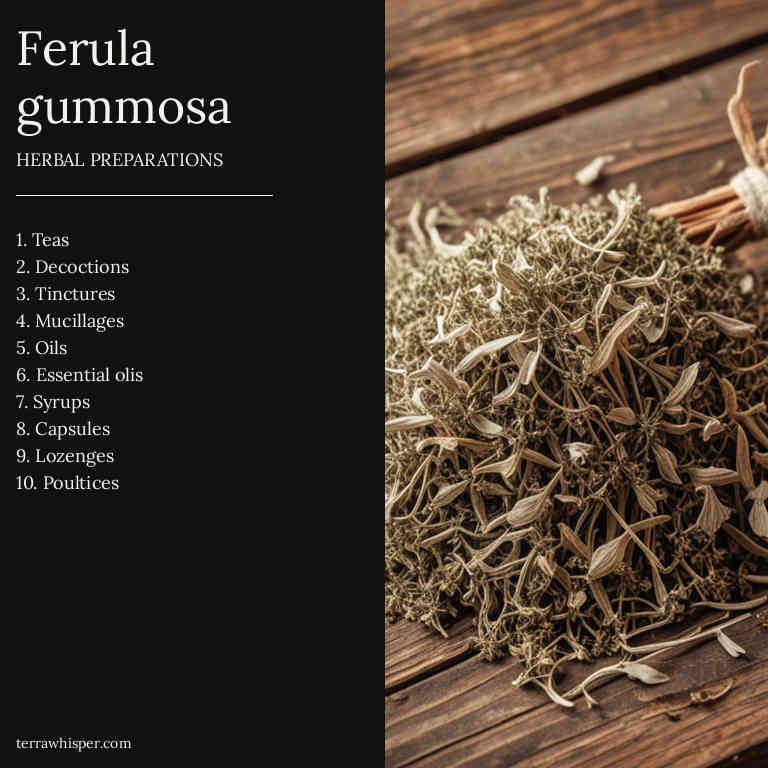 Ferula
gummosa
HERBAL PREPARATIONS
1. Teas
2. Decoctions
3. Tinctures
4. Mucillages
5. Oils
6. Essential olis
7. Syrups
8. Capsules
9. Lozenges
10. Poultices
terrawhisper.com